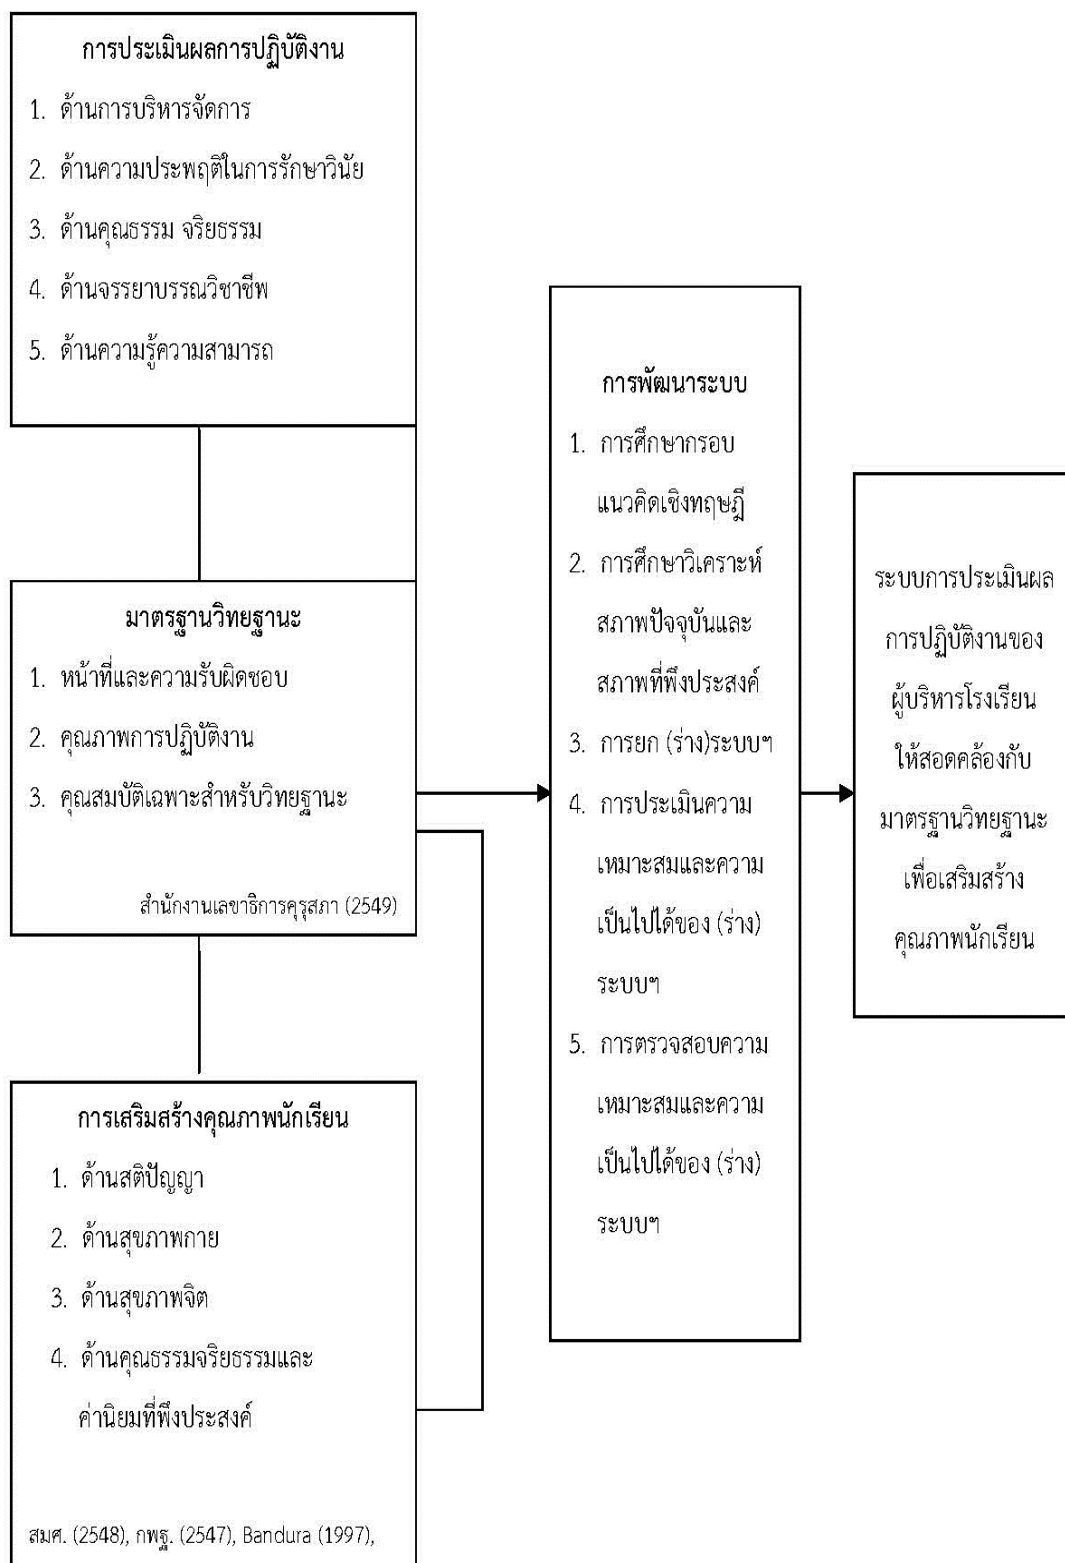 การประเมินผลการปฏิบัติงาน
1. ด้านการบริหารจัดการ
2. ด้านความประพฤติในการรักษาวินัย
3. ด้านคุณธรรม จริยธรรม
4. ด้านจรรยาบรรณวิชาชีพ
5. ด้านความรู้ความสามารถ
มาตรฐานวิทยฐานะ
1. หน้าที่และความรับผิดชอบ
2. คุณภาพการปฏิบัติงาน
3. คุณสมบัติเฉพาะสำหรับวิทยฐานะ
สำนักงานเลขาธิการคุรุสภา (2549)
การเสริมสร้างคุณภาพนักเรียน
1. ด้านสติปัญญา
2. ด้านสุขภาพกาย
3. ด้านสุขภาพจิต
4. ด้านคุณธรรมจริยธรรมและ
ค่านิยมที่พึงประสงค์
สมศ. (2548), กพฐ. (2547), Bandura (1997),
การพัฒนาระบบ
1. การศึกษากรอบ
แนวคิดเชิงทฤษฎี
2. การศึกษาวิเคราะห์
สภาพปัจจุบันและ
สภาพที่พึงประสงค์
3. การยก (ร่าง)ระบบฯ
4. การประเมินความ
เหมาะสมและความ
เป็นไปได้ของ (ร่าง)
ระบบฯ
5. การตรวจสอบความ
เหมาะสมและความ
เป็นไปได้ของ (ร่าง)
ระบบฯ
ระบบการประเมินผล
การปฏิบัติงานของ
ผู้บริหารโรงเรียน
ให้สอดคล้องกับ
มาตรฐานวิทยฐานะ
เพื่อเสริมสร้าง
คุณภาพนักเรียน